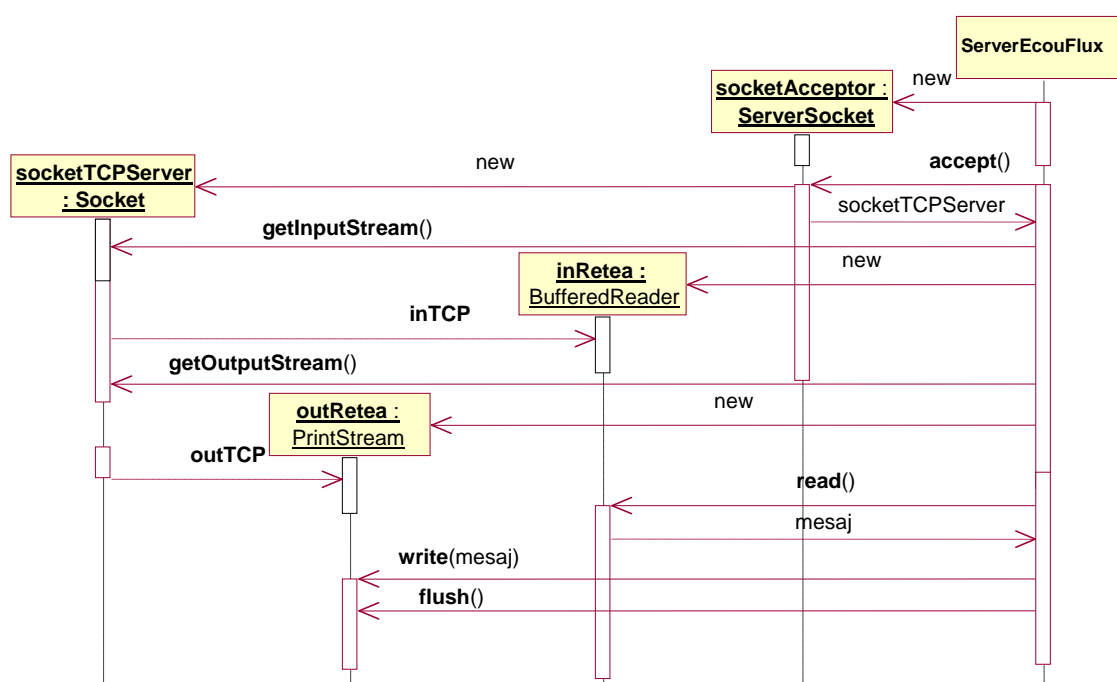 ServerEcouFlux
new
socketAcceptor :
ServerSocket
accept()
socketTCPServer
: Socket
new
socketTCPServer
getInputStream()
new
inRetea :
BufferedReader
inTCP
getOutputStream()
new
outRetea :
PrintStream
outTCP
read()
mesaj
write(mesaj)
flush()